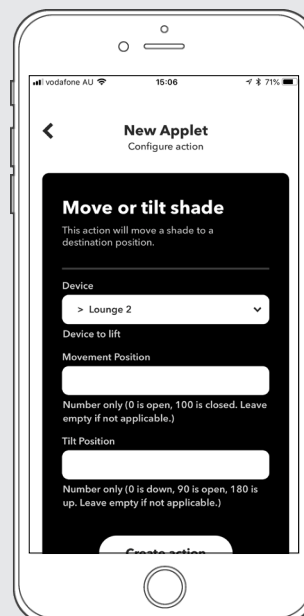 vodafone AU
15:06
71%
New Applet
Configure action
Move or tilt shade
This action will move a shade to a
destination position.
Device
> Lounge 2
Device to lift
Movement Position
Number only (0 is open, 100 is closed. Leave
empty if not applicable.)
Tilt Position
Number only (0 is down, 90 is open, 180 is
up. Leave empty if not applicable.)
Create action